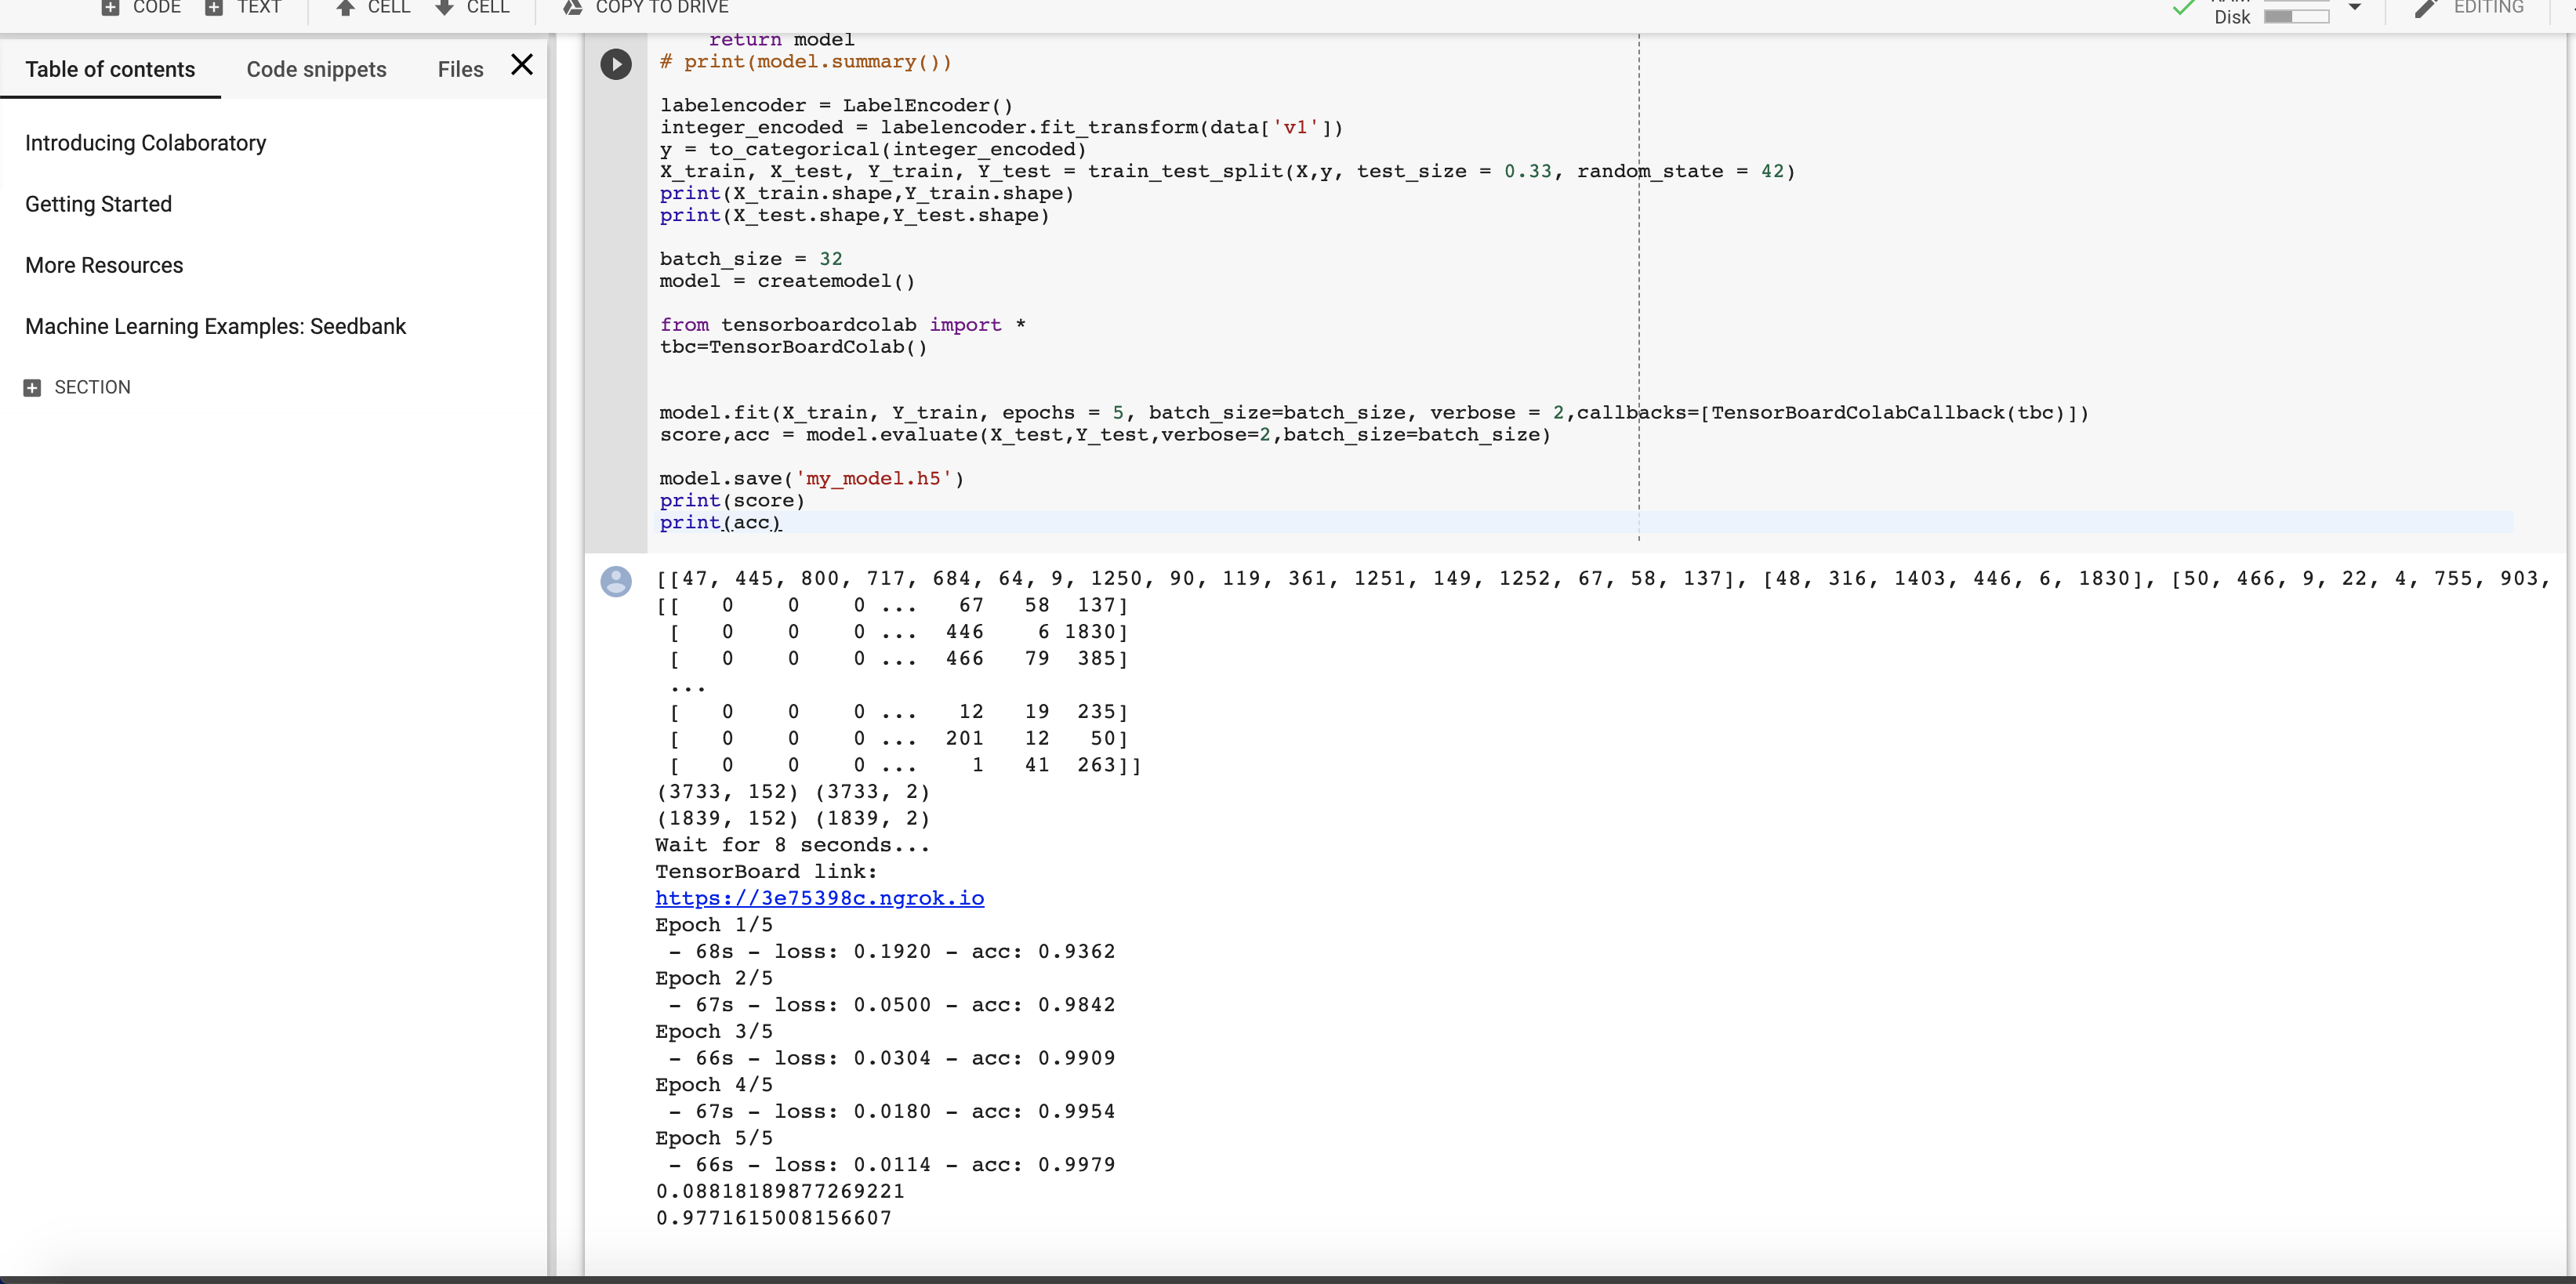 CODE TEXT CELL CELL COPY TO DRIVE
Disk
EDITING
Table of contents Code snippets Files
Introducing Colaboratory
Getting Started
More Resources
Machine Learning Examples: Seedbank
SECTION
return model
# print(model.summary())
labelencoder = LabelEncoder()
integer_encoded = labelencoder.fit_transform(data['v1'])
y = to_categorical(integer_encoded)
X_train, X_test, Y_train, Y_test = train_test_split(X,y, test_size = 0.33, random_state = 42)
print(X_train.shape,Y_train.shape)
print(X_test.shape,Y_test.shape)
batch_size = 32
model = createmodel()
from tensorboardcolab import *
tbc=TensorBoardColab()
model.fit(X_train, Y_train, epochs = 5, batch_size=batch_size, verbose = 2,callbacks=[TensorBoardColabCallback(tbc)])
score,acc = model.evaluate(X_test,Y_test,verbose=2,batch_size=batch_size)
model.save('my_model.h5')
print(score)
print(acc)
[[47, 445, 800, 717, 684, 64, 9, 1250, 90, 119, 361, 1251, 149, 1252, 67, 58, 137], [48, 316, 1403, 446, 6, 1830], [50, 466, 9, 22, 4, 755, 903,
[[ 0 0 0 ... 67 58 137]
[ 0 0 0 ... 446 6 1830]
[ 0 0 0 ... 466 79 385]
...
[ 0 0 0 ... 12 19 235]
[ 0 0 0 ... 201 12 50]
[ 0 0 0 ... 1 41 263]]
(3733, 152) (3733, 2)
(1839, 152) (1839, 2)
Wait for 8 seconds...
TensorBoard link:
https://3e75398c.ngrok.io
Epoch 1/5
- 68s - loss: 0.1920 - acc: 0.9362
Epoch 2/5
- 67s - loss: 0.0500 - acc: 0.9842
Epoch 3/5
- 66s - loss: 0.0304 - acc: 0.9909
Epoch 4/5
- 67s - loss: 0.0180 - acc: 0.9954
Epoch 5/5
- 66s - loss: 0.0114 - acc: 0.9979
0.08818189877269221
0.9771615008156607